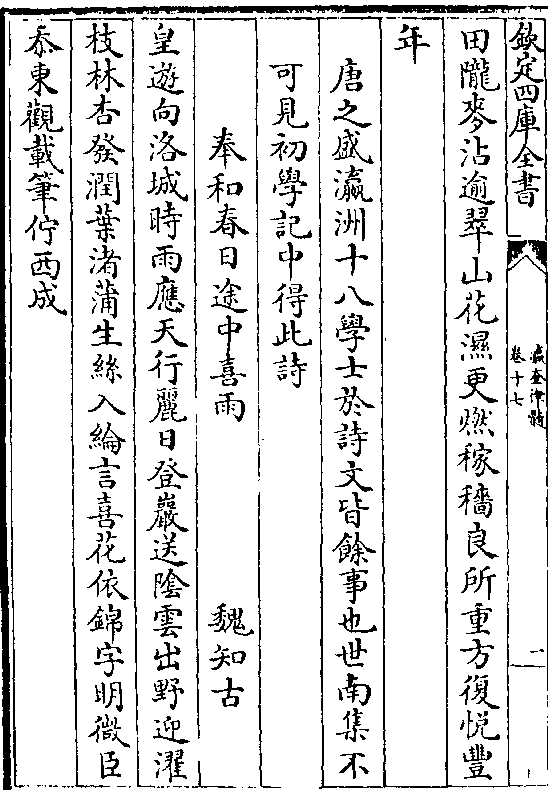 欽定四庫全書
瀛奎律髓
卷十七
一
田隴麥沾逾翠山花濕更燃稼穡良所重方復悦豐
年
唐之盛瀛洲十八學士於詩文皆餘事也世南集不
可見初學記中得此詩
奉和春日途中喜雨 魏知古
皇遊向洛城時雨應天行麗日登巖送陰雲出野迎濯
枝林杏發潤葉渚蒲生絲入綸言喜花依錦字明微臣
忝東觀載筆佇西成